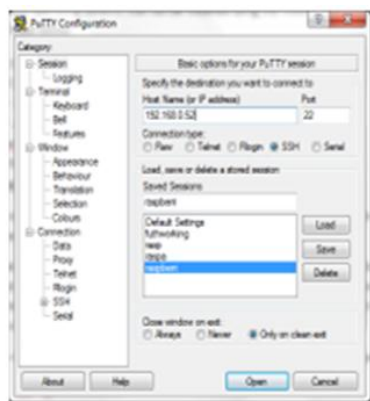 PuTTY Configuration
Category:
Session
Logging
Terminal
Keyboard
Bell
Features
Window
Appearance
Behaviour
Translation
Selection
Colours
Connection
Data
Proxy
Telnet
Rlogin
SSH
Serial
Basic options for your PuTTY session
Specify the destination you want to connect to
Host Name (or IP address) Port
192.168.0.52 22
Connection type:
Raw Telnet Rlogin SSH Serial
Load, save or delete a stored session
Saved Sessions
Default Settings
Load
Save
Delete
Close window on exit:
Always Never Only on clean exit
About Help Open Cancel